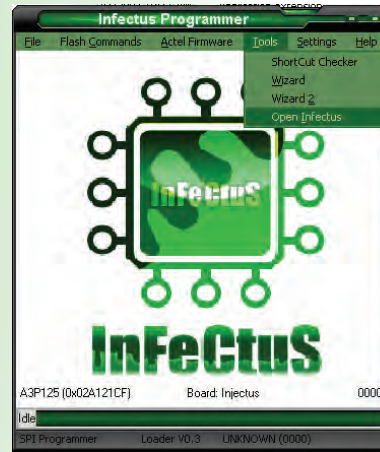 Infectus Programmer
File Flash Commands Actel Firmware Tools Settings Help
ShortCut Checker
Wizard
Wizard 2
Open Infectus
InFeCtuS
InFeCtuS
A3P125 (0x02A121CF) Board: Injectus 0000
Idle
SPI Programmer Loader V0.3 UNKNOWN (0000)